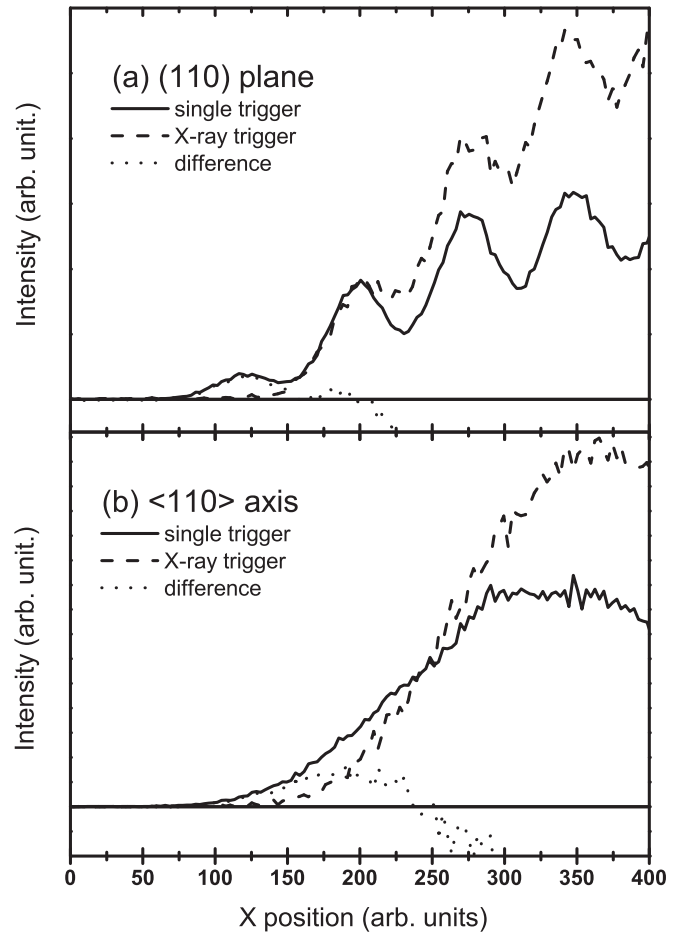 (a) (110) plane
single trigger
X-ray trigger
difference
Intensity (arb. unit.)
(b) <110> axis
single trigger
X-ray trigger
difference
Intensity (arb. unit.)
0 50 100 150 200 250 300 350 400
X position (arb. units)